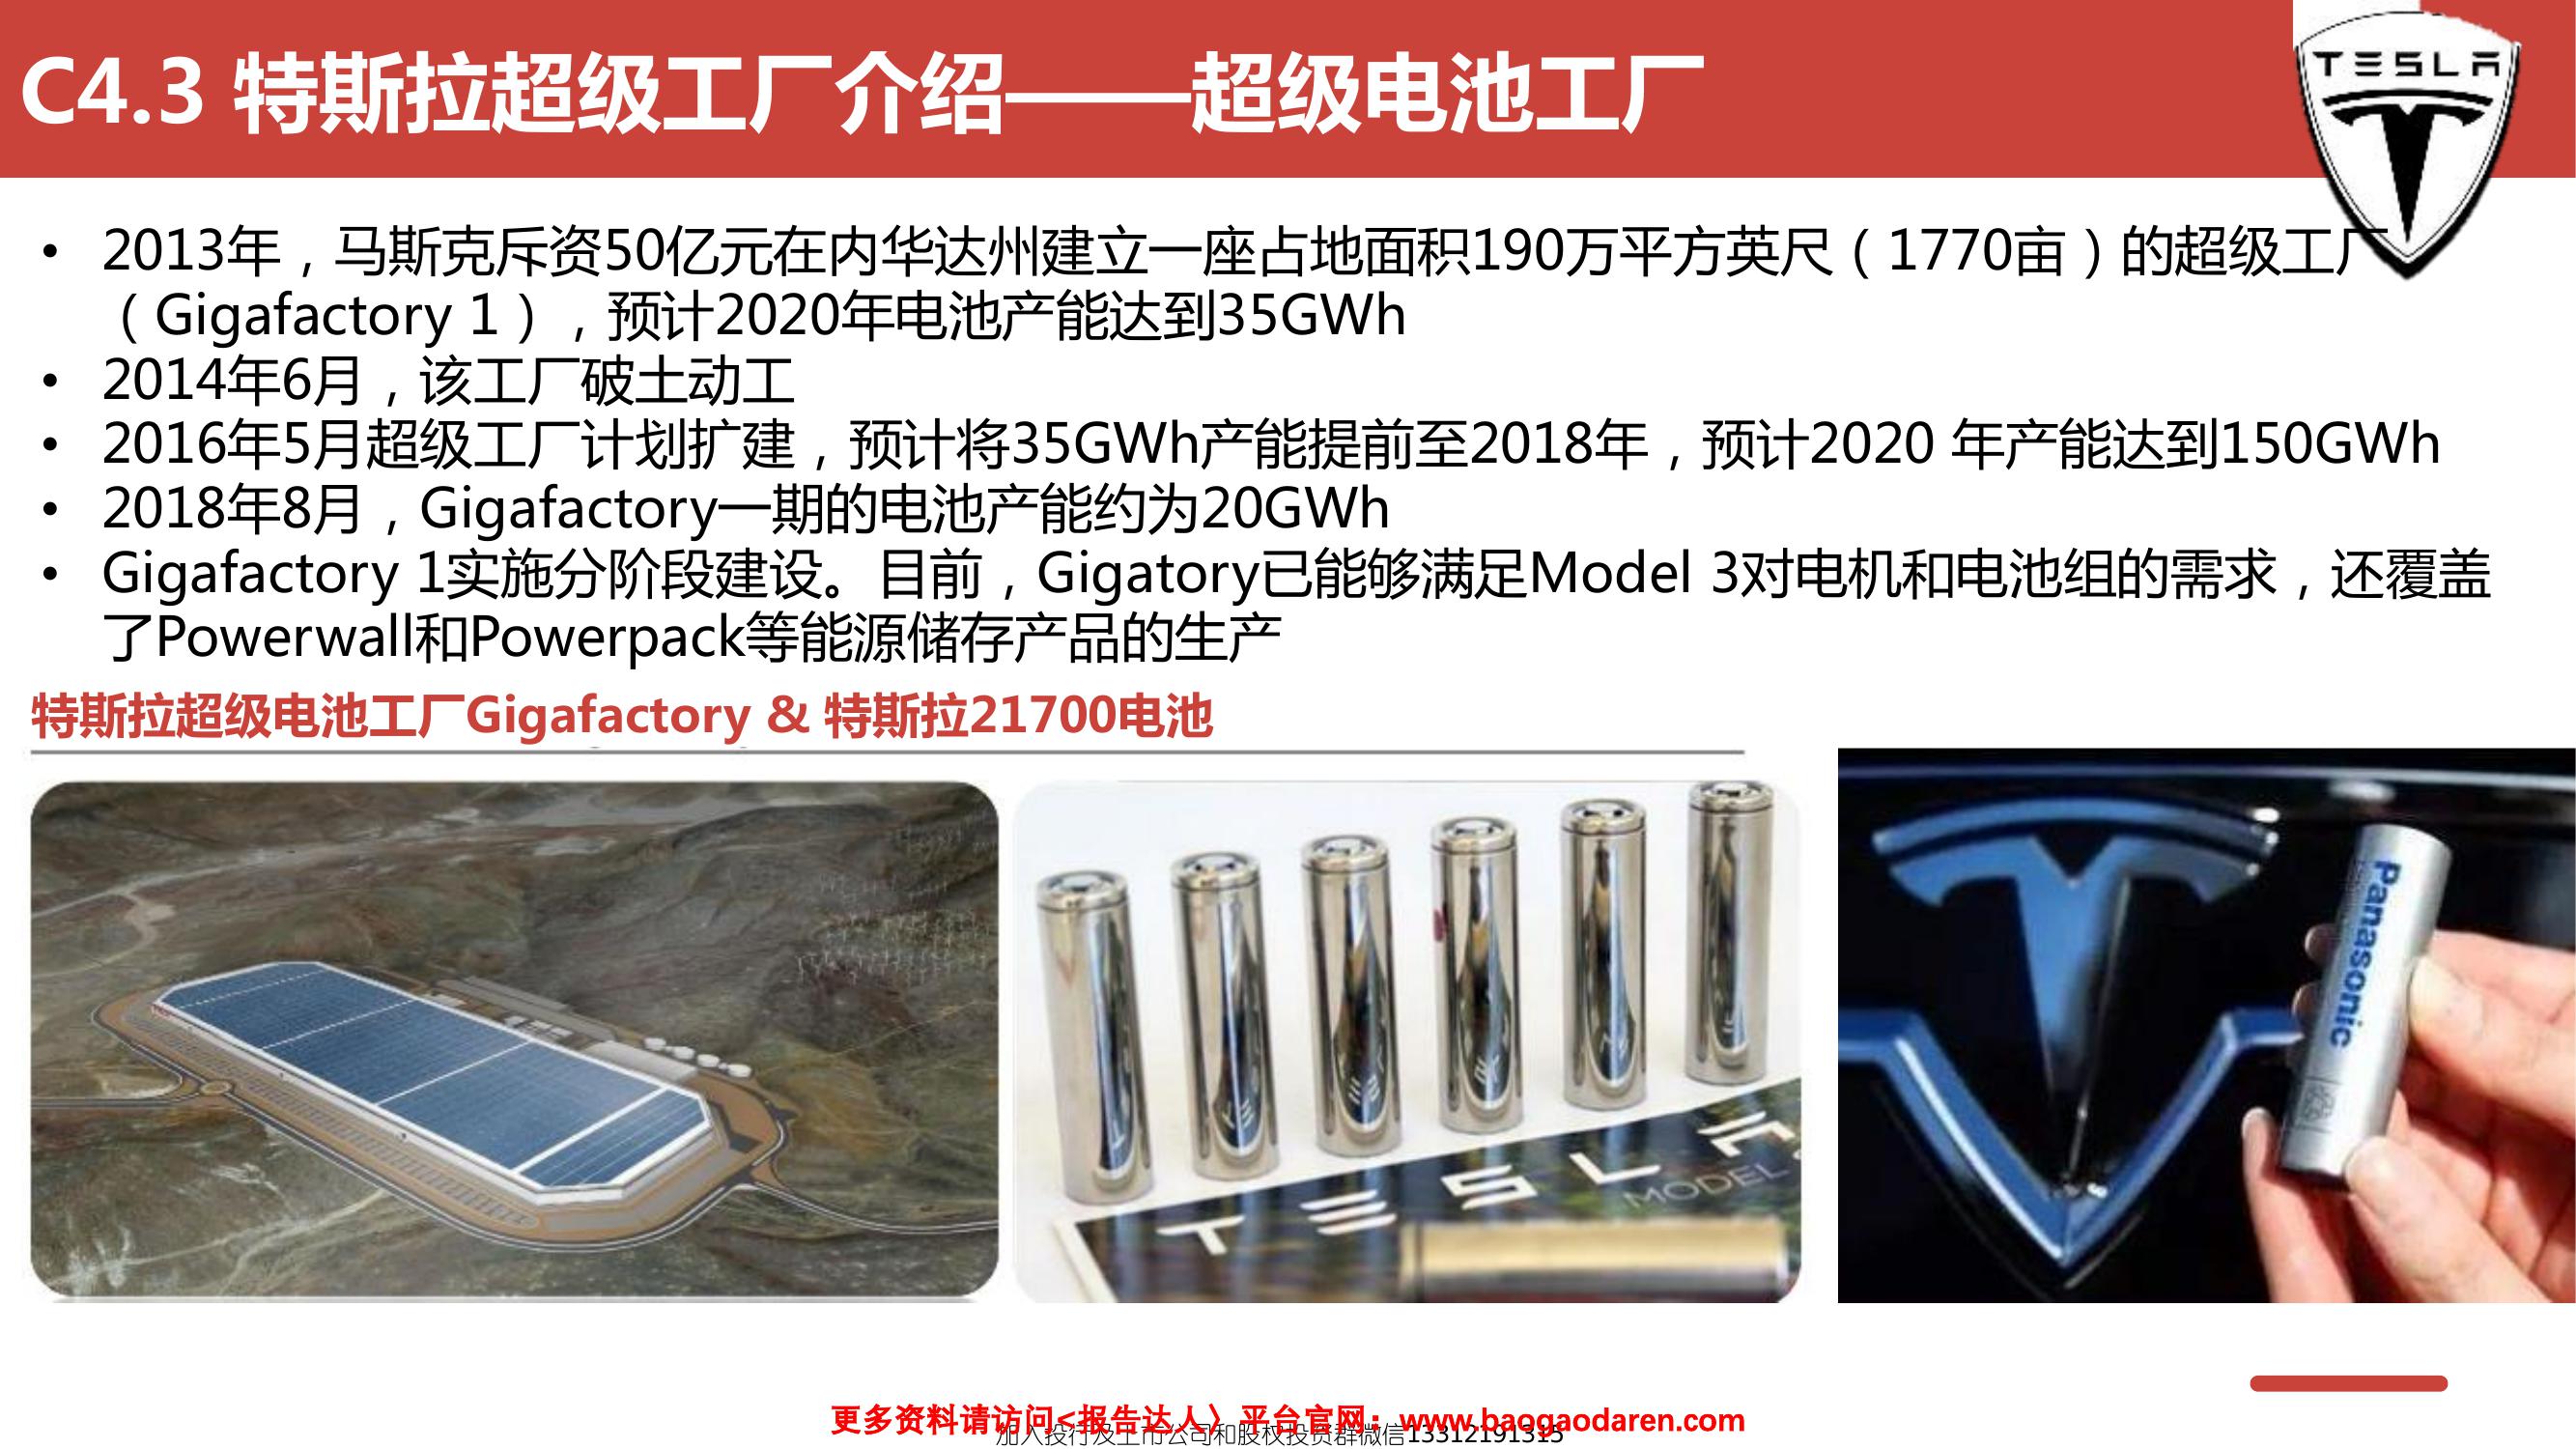 C4.3 特斯拉超级工厂介绍——超级电池工厂
TESLA
• 2013年，马斯克斥资50亿元在内华达州建立一座占地面积190万平方英尺（1770亩）的超级工厂
（Gigafactory 1），预计2020年电池产能达到35GWh
• 2014年6月，该工厂破土动工
• 2016年5月超级工厂计划扩建，预计将35GWh产能提前至2018年，预计2020 年产能达到150GWh
• 2018年8月，Gigafactory一期的电池产能约为20GWh
• Gigafactory 1实施分阶段建设。目前，Gigatory已能够满足Model 3对电机和电池组的需求，还覆盖
了Powerwall和Powerpack等能源储存产品的生产
特斯拉超级电池工厂Gigafactory & 特斯拉21700电池
TESLA
MODEL
Panasonic
更多资料请访问<报告达人〉平台官网：www.baogaodaren.com
加入投行及上市公司和股权投资群微信13312191315